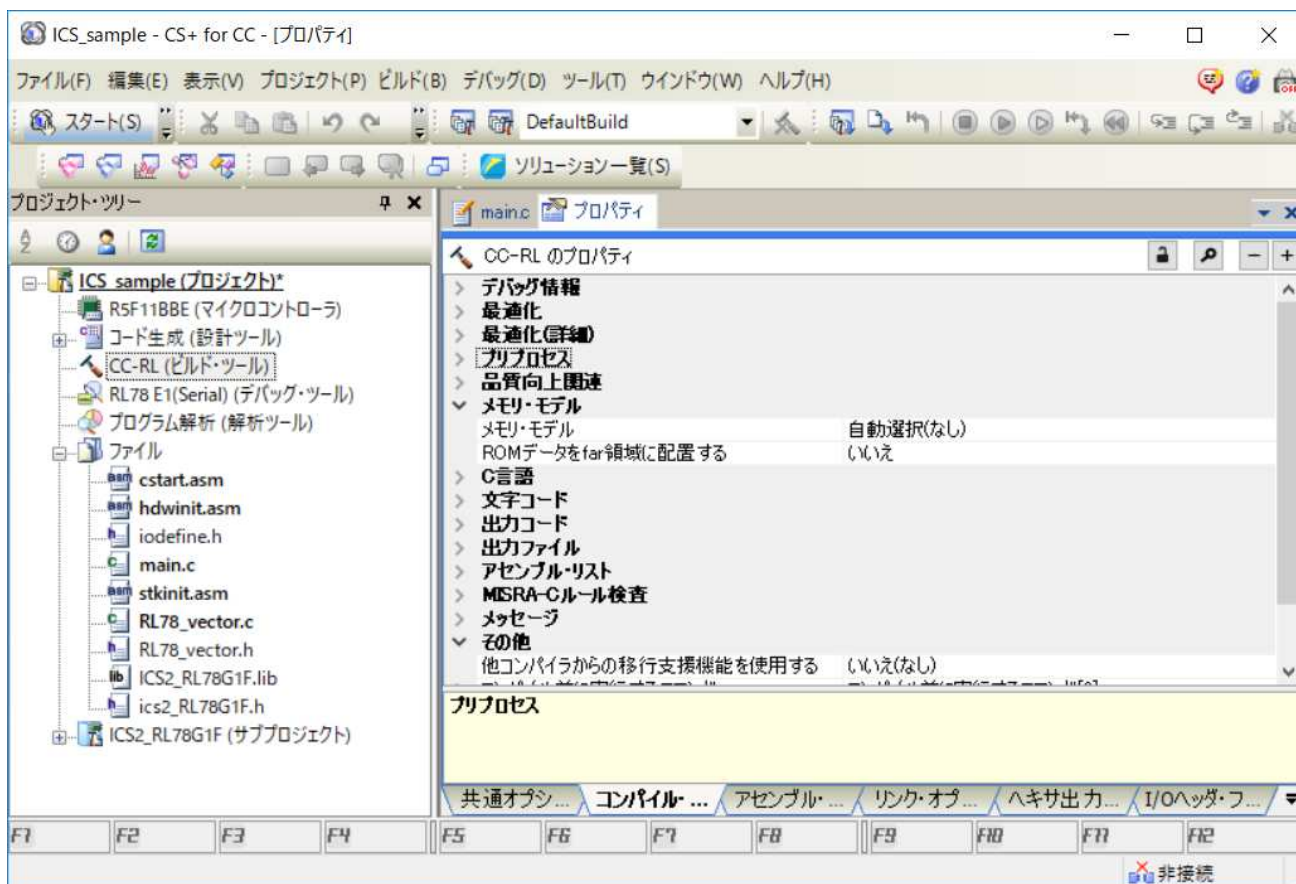 ICS_sample - CS+ for CC - [プロパティ]
ファイル(F) 編集(E) 表示(V) プロジェクト(P) ビルド(B) デバッグ(D) ツール(T) ウインドウ(W) ヘルプ(H)
スタート(S) DefaultBuild
ソリューション一覧(S)
プロジェクト・ツリー
ICS_sample (プロジェクト)*
R5F11BBE (マイクロコントローラ)
コード生成 (設計ツール)
CC-RL (ビルド・ツール)
RL78 E1(Serial) (デバッグ・ツール)
プログラム解析 (解析ツール)
ファイル
cstart.asm
hdwinit.asm
iodefine.h
main.c
stkinit.asm
RL78_vector.c
RL78_vector.h
ICS2_RL78G1F.lib
ics2_RL78G1F.h
ICS2_RL78G1F (サブプロジェクト)
main.c プロパティ
CC-RL のプロパティ
デバッグ情報
最適化
最適化(詳細)
プリプロセス
品質向上関連
メモリ・モデル
メモリ・モデル 自動選択(なし)
ROMデータをfar領域に配置する いいえ
C言語
文字コード
出力コード
出力ファイル
アセンブル・リスト
MISRA-Cルール検査
メッセージ
その他
他コンパイラからの移行支援機能を使用する いいえ(なし)
プリプロセス
共通オプシ... コンパイル・... アセンブル・... リンク・オプ... ヘキサ出力... I/Oヘッダ・フ...
F1 F2 F3 F4 F5 F6 F7 F8 F9 F10 F11 F12
非接続